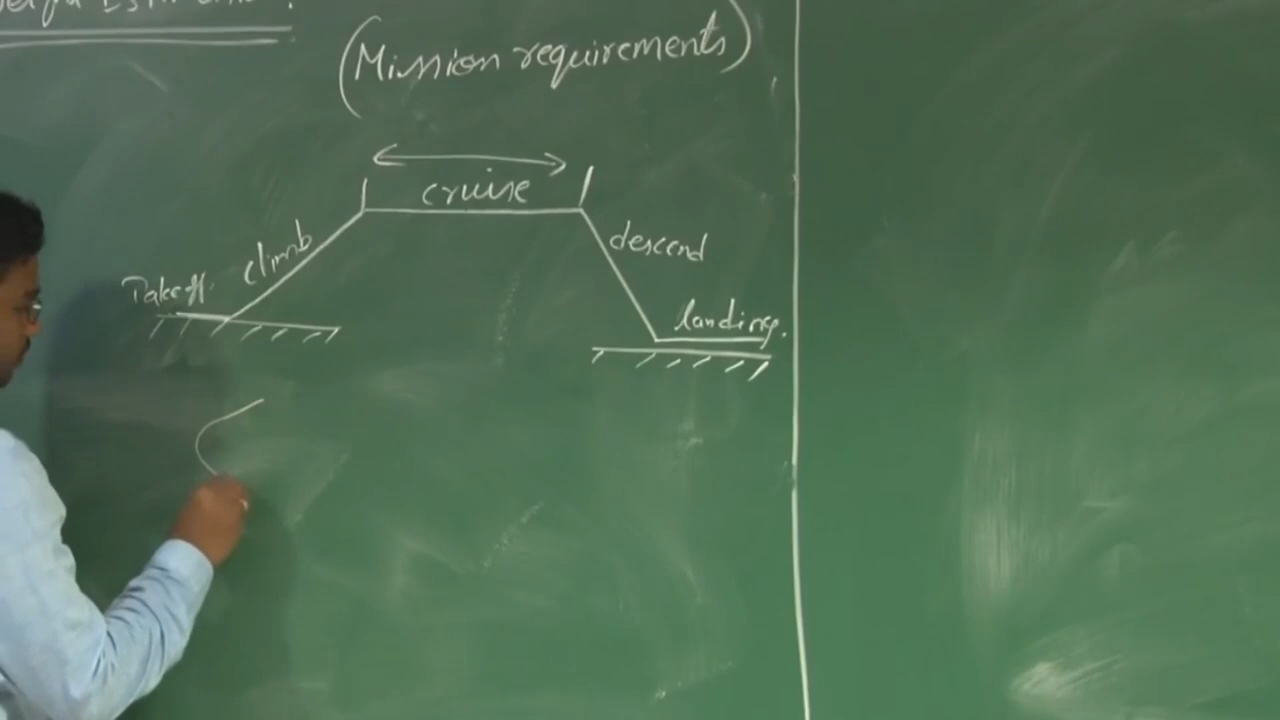 (Mission requirements)
cruise
climb
descend
Takeoff.
landing.